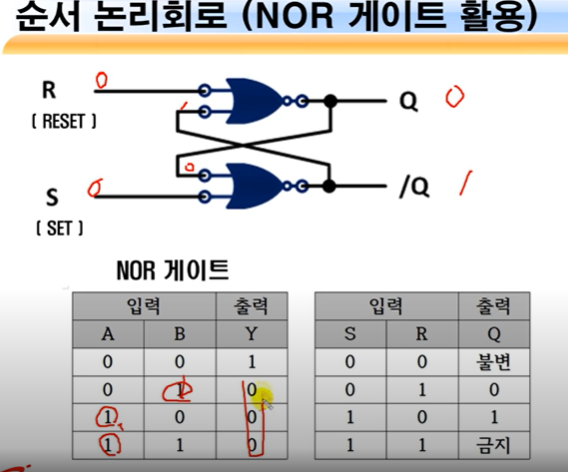 순서 논리회로 (NOR 게이트 활용)
R 0 Q 0
( RESET ) 1
0
S 0 /Q 1
( SET )
NOR 게이트
입력 출력 입력 출력
A B Y S R Q
0 0 1 0 0 불변
0 1 0 0 1 0
1 0 0 1 0 1
1 1 0 1 1 금지